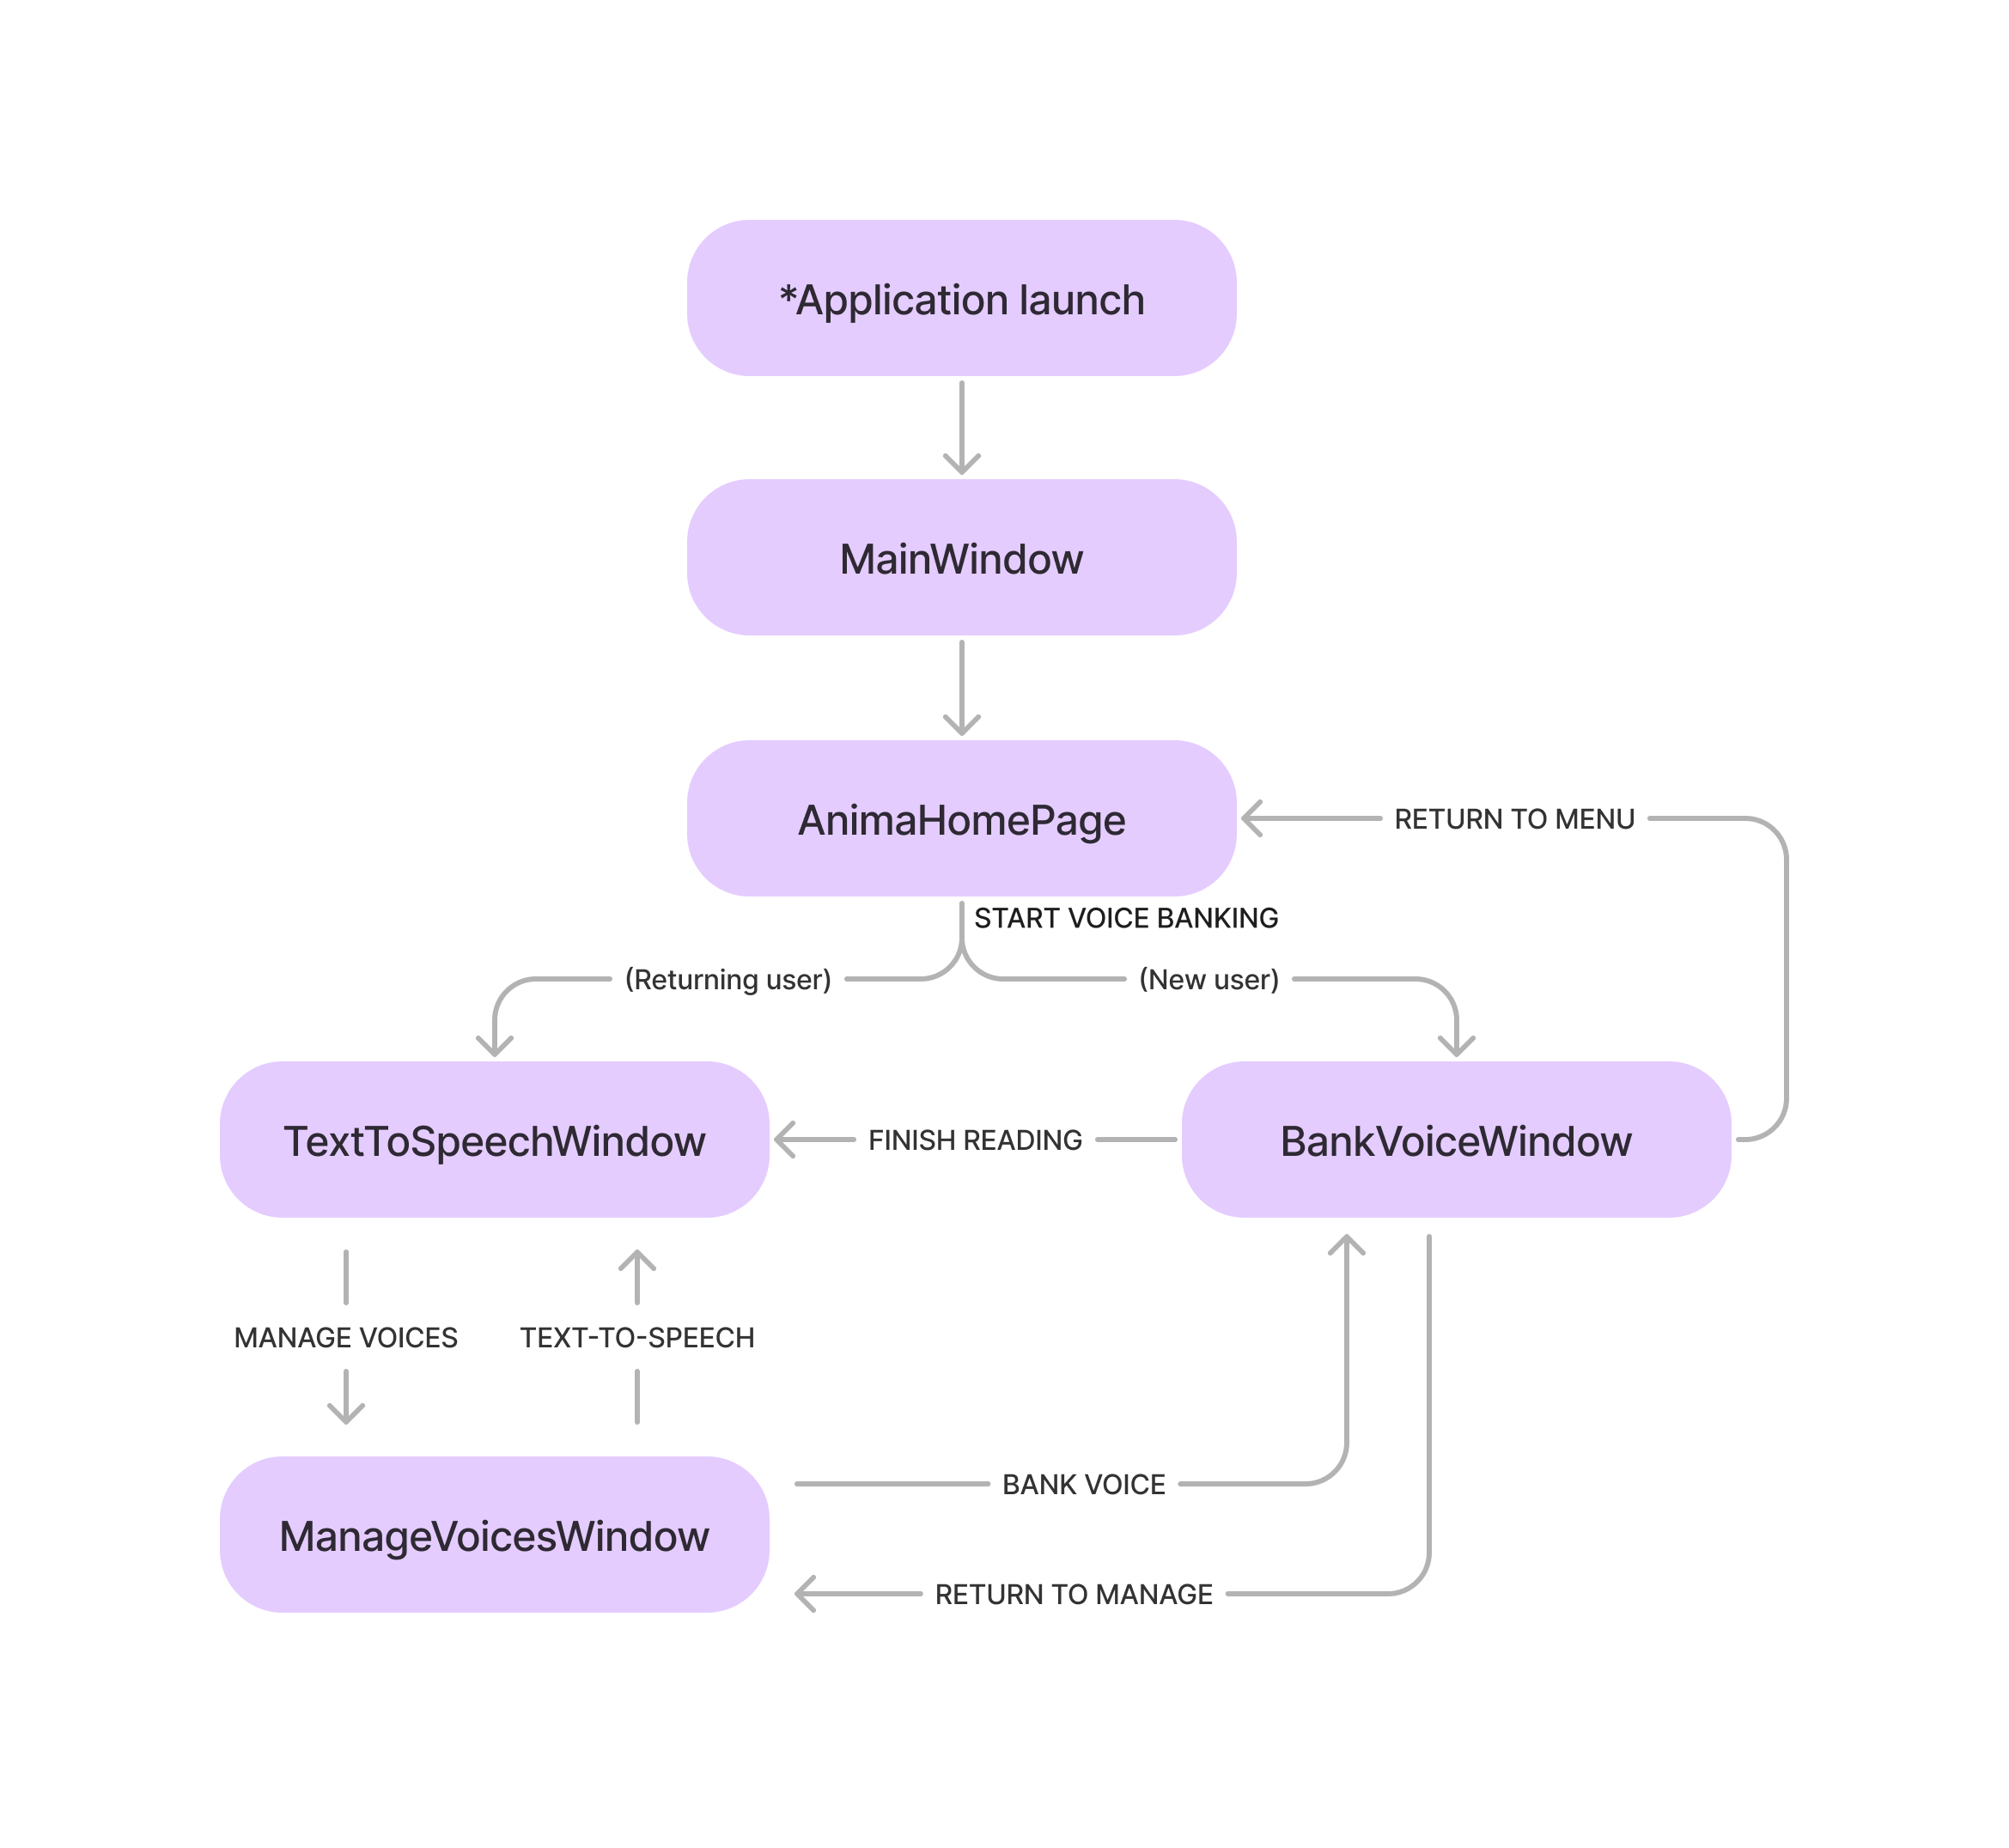 *Application launch
MainWindow
AnimaHomePage
RETURN TO MENU
START VOICE BANKING
(Returning user)
(New user)
TextToSpeechWindow
FINISH READING
BankVoiceWindow
MANAGE VOICES
TEXT-TO-SPEECH
BANK VOICE
ManageVoicesWindow
RETURN TO MANAGE